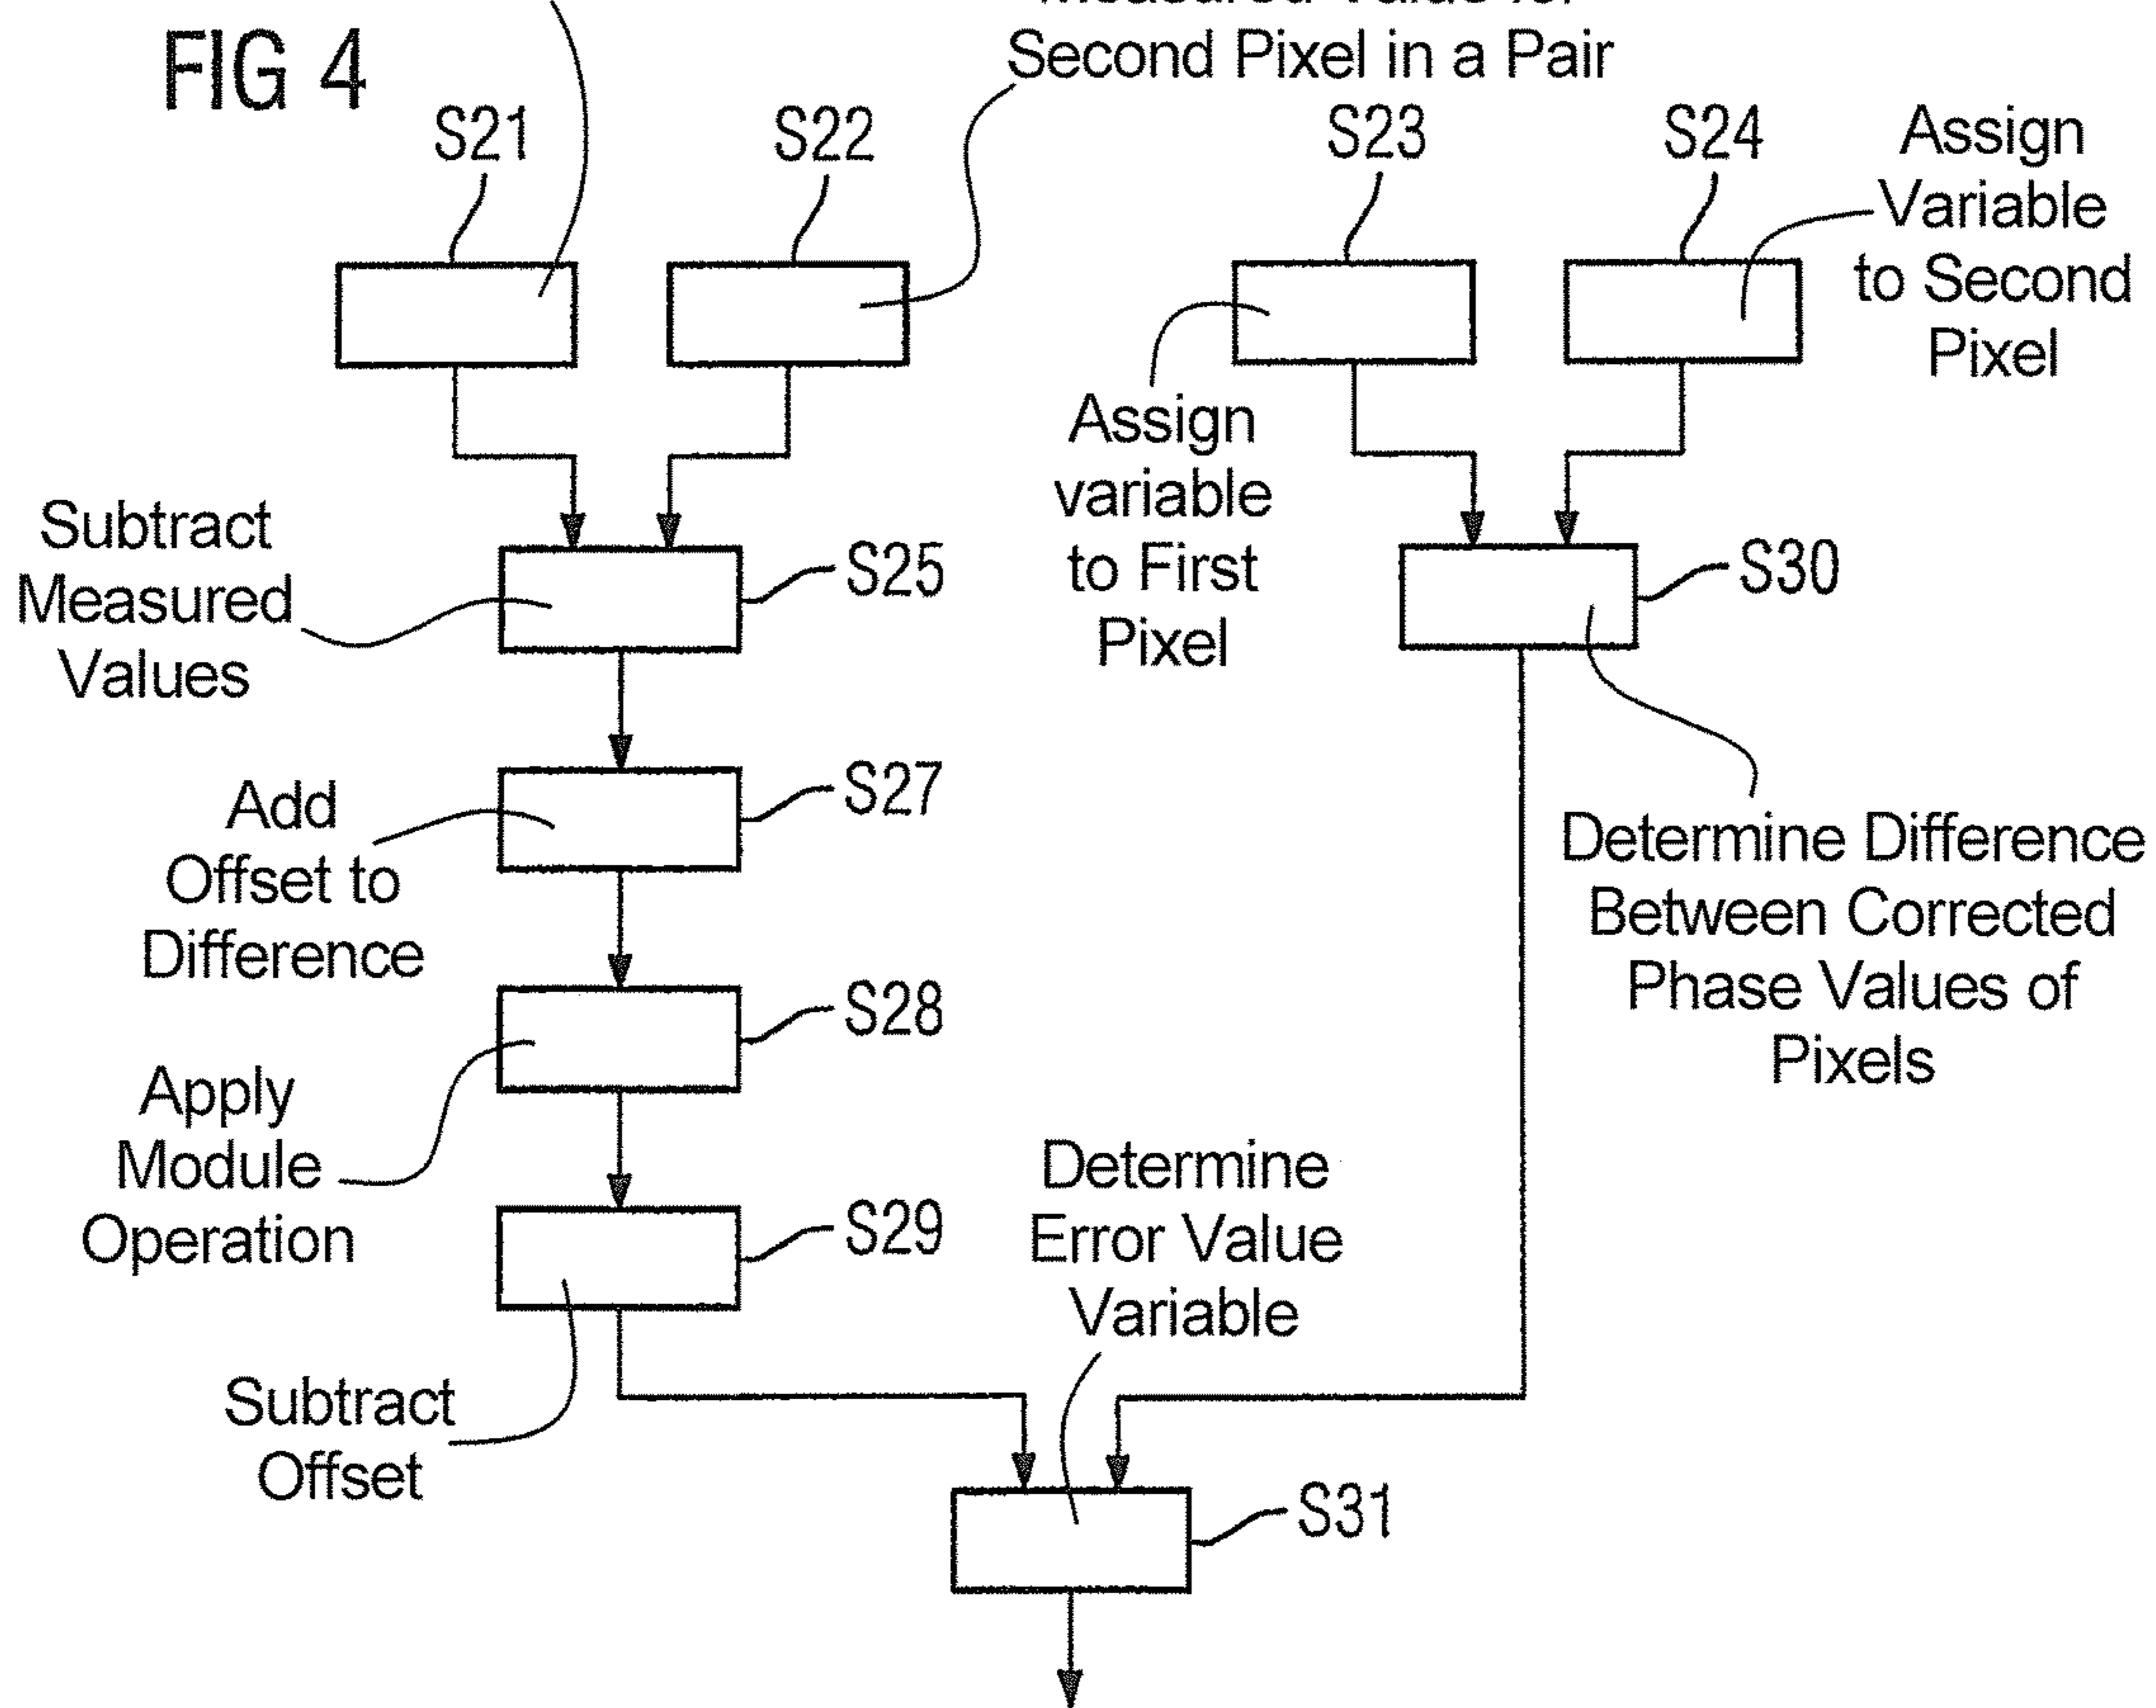 FIG 4
Second Pixel in a Pair
S21
S22
S23
S24
Assign
Variable
to Second
Pixel
Assign
variable
to First
Pixel
Subtract
Measured
Values
S25
S30
Add
Offset to
Difference
S27
Determine Difference
Between Corrected
Phase Values of
Pixels
S28
Apply
Module
Operation
S29
Determine
Error Value
Variable
Subtract
Offset
S31